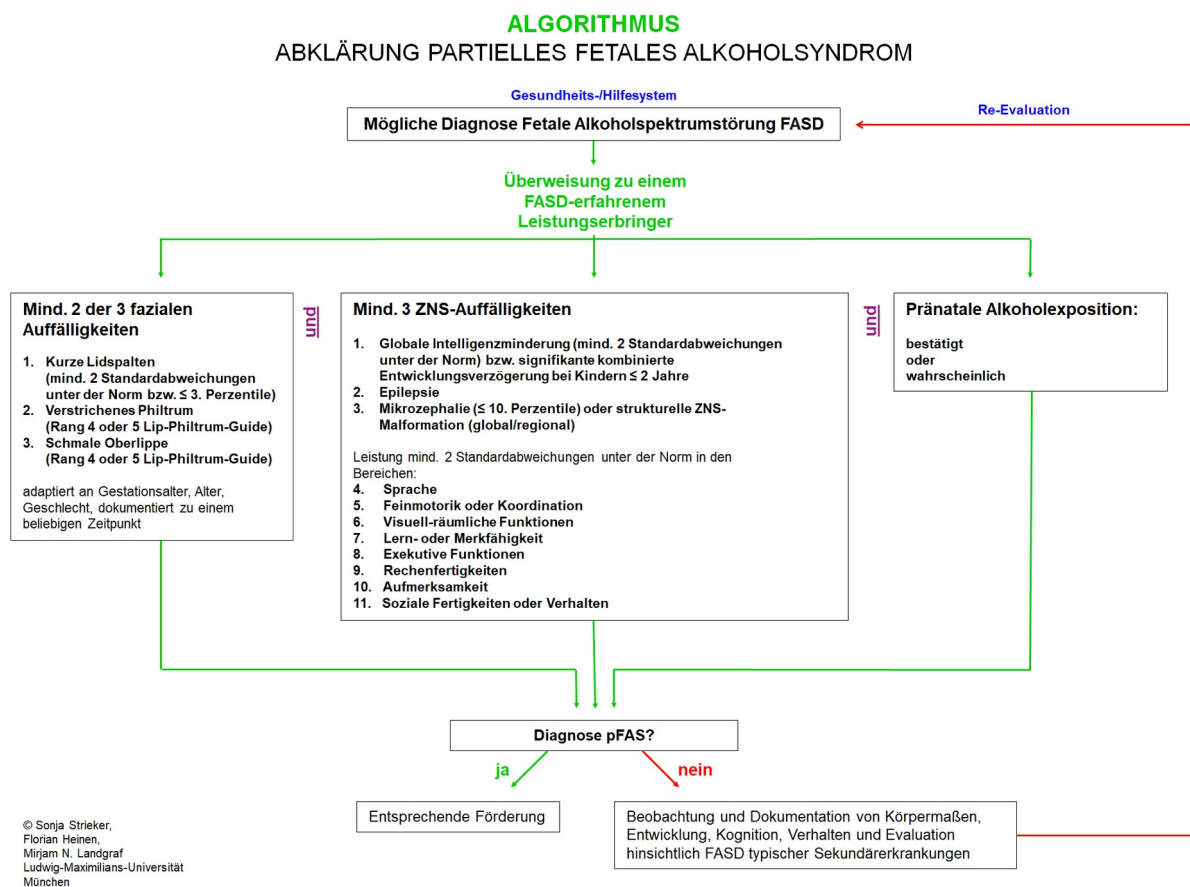 ALGORITHMUS
ABKLÄRUNG PARTIELLES FETALES ALKOHOLSYNDROM
Gesundheits-/Hilfesystem
Re-Evaluation
Mögliche Diagnose Fetale Alkoholspektrumstörung FASD
Überweisung zu einem
FASD-erfahrenem
Leistungserbringer
Mind. 2 der 3 fazialen
Auffälligkeiten
1. Kurze Lidspalten
(mind. 2 Standardabweichungen
unter der Norm bzw. ≤ 3. Perzentile)
2. Verstrichenes Philtrum
(Rang 4 oder 5 Lip-Philtrum-Guide)
3. Schmale Oberlippe
(Rang 4 oder 5 Lip-Philtrum-Guide)
adaptiert an Gestationsalter, Alter,
Geschlecht, dokumentiert zu einem
beliebigen Zeitpunkt
und
Mind. 3 ZNS-Auffälligkeiten
1. Globale Intelligenzminderung (mind. 2 Standardabweichungen
unter der Norm) bzw. signifikante kombinierte
Entwicklungsverzögerung bei Kindern ≤ 2 Jahre
2. Epilepsie
3. Mikrozephalie (≤ 10. Perzentile) oder strukturelle ZNS-
Malformation (global/regional)
Leistung mind. 2 Standardabweichungen unter der Norm in den
Bereichen:
4. Sprache
5. Feinmotorik oder Koordination
6. Visuell-räumliche Funktionen
7. Lern- oder Merkfähigkeit
8. Exekutive Funktionen
9. Rechenfertigkeiten
10. Aufmerksamkeit
11. Soziale Fertigkeiten oder Verhalten
und
Pränatale Alkoholexposition:
bestätigt
oder
wahrscheinlich
Diagnose pFAS?
ja
nein
Entsprechende Förderung
Beobachtung und Dokumentation von Körpermaßen,
Entwicklung, Kognition, Verhalten und Evaluation
hinsichtlich FASD typischer Sekundärerkrankungen
© Sonja Strieker,
Florian Heinen,
Mirjam N. Landgraf
Ludwig-Maximilians-Universität
München